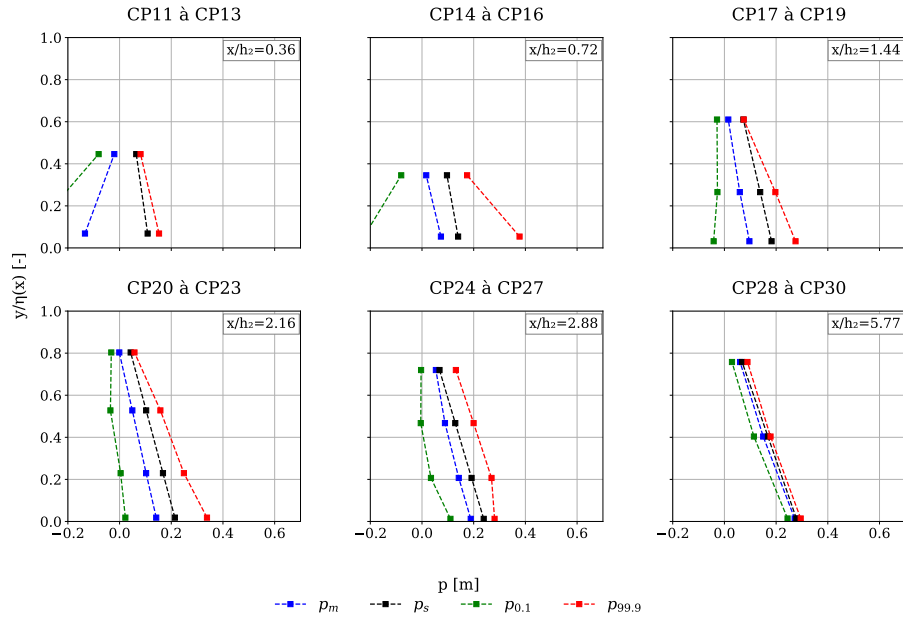 CP11 à CP13
CP14 à CP16
CP17 à CP19
x/h₂=0.36
x/h₂=0.72
x/h₂=1.44
1.0
0.8
0.6
0.4
0.2
0.0
CP20 à CP23
CP24 à CP27
CP28 à CP30
x/h₂=2.16
x/h₂=2.88
x/h₂=5.77
y/η(x) [-]
1.0
0.8
0.6
0.4
0.2
0.0
−0.2 0.0 0.2 0.4 0.6
−0.2 0.0 0.2 0.4 0.6
−0.2 0.0 0.2 0.4 0.6
p [m]
pₘ pₛ p₀.₁ p₉₉.₉